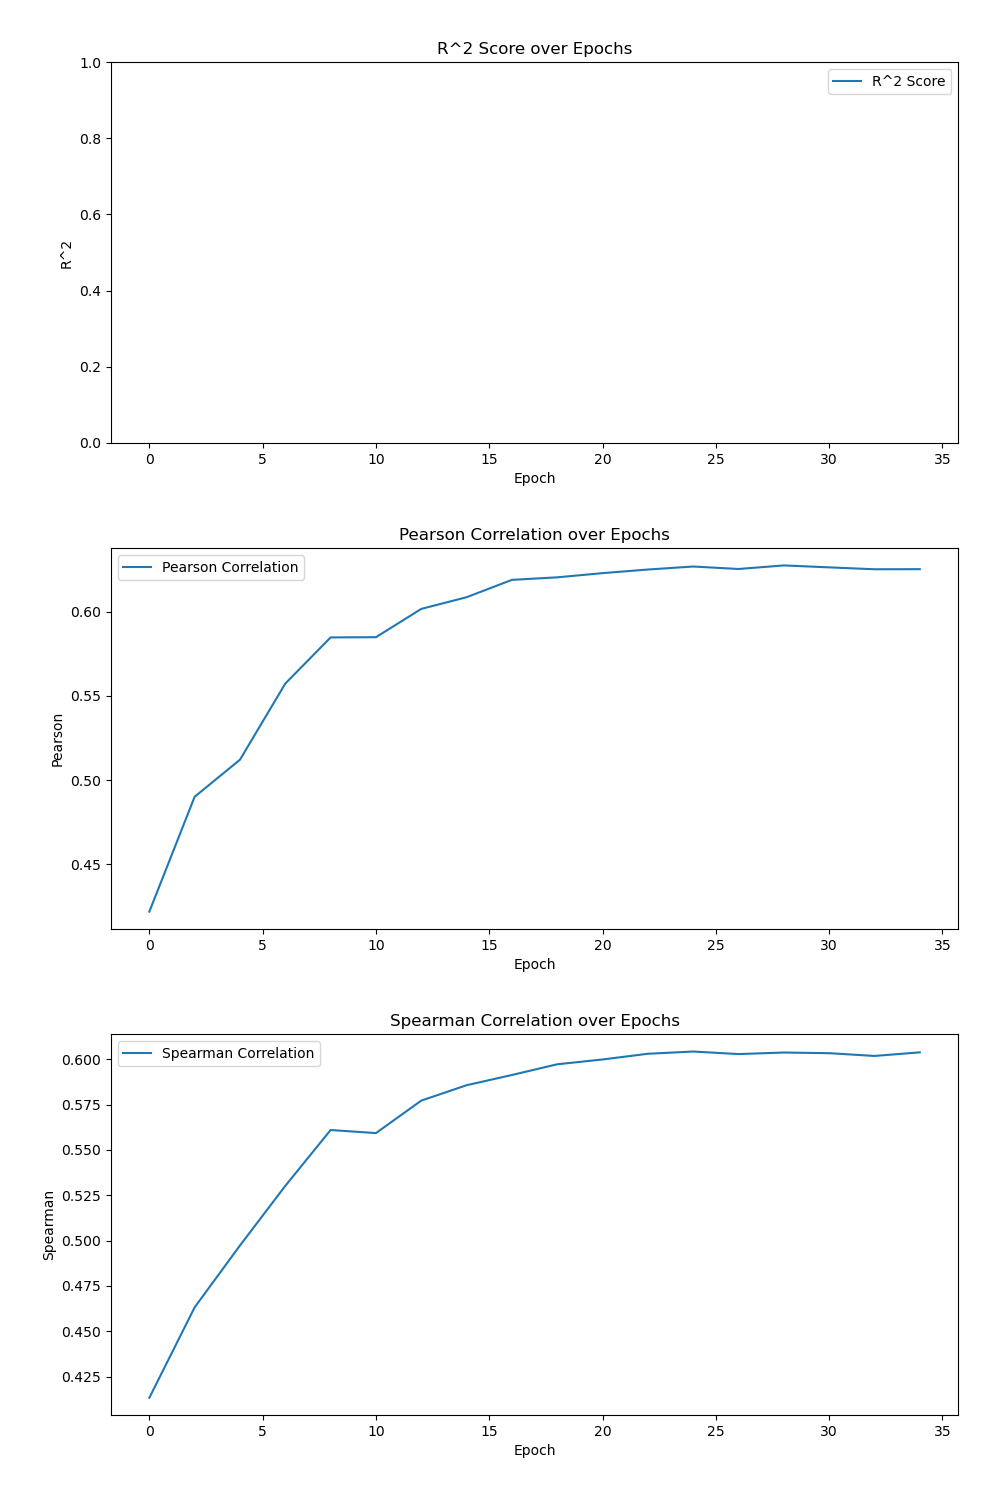 R^2 Score over Epochs
1.0
R^2 Score
0.8
0.6
R^2
0.4
0.2
0.0
0 5 10 15 20 25 30 35
Epoch
Pearson Correlation over Epochs
Pearson Correlation
0.60
0.55
Pearson
0.50
0.45
0 5 10 15 20 25 30 35
Epoch
Spearman Correlation over Epochs
Spearman Correlation
0.600
0.575
0.550
0.525
Spearman
0.500
0.475
0.450
0.425
0 5 10 15 20 25 30 35
Epoch